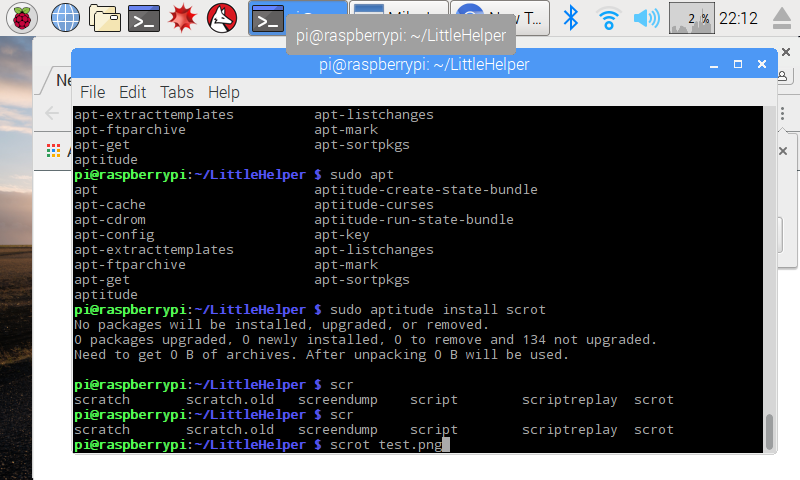 pi@r
Mil
New T...
2 %
22:12
pi@raspberrypi: ~/LittleHelper
pi@raspberrypi: ~/LittleHelper
Ne
File Edit Tabs Help
apt-extracttemplates apt-listchanges
apt-ftparchive apt-mark
apt-get apt-sortpkgs
aptitude
pi@raspberrypi:~/LittleHelper $ sudo apt
apt aptitude-create-state-bundle
apt-cache aptitude-curses
apt-cdrom aptitude-run-state-bundle
apt-config apt-key
apt-extracttemplates apt-listchanges
apt-ftparchive apt-mark
apt-get apt-sortpkgs
aptitude
pi@raspberrypi:~/LittleHelper $ sudo aptitude install scrot
No packages will be installed, upgraded, or removed.
0 packages upgraded, 0 newly installed, 0 to remove and 134 not upgraded.
Need to get 0 B of archives. After unpacking 0 B will be used.
pi@raspberrypi:~/LittleHelper $ scr
scratch scratch.old screendump script scriptreplay scrot
pi@raspberrypi:~/LittleHelper $ scr
scratch scratch.old screendump script scriptreplay scrot
pi@raspberrypi:~/LittleHelper $ scrot test.png